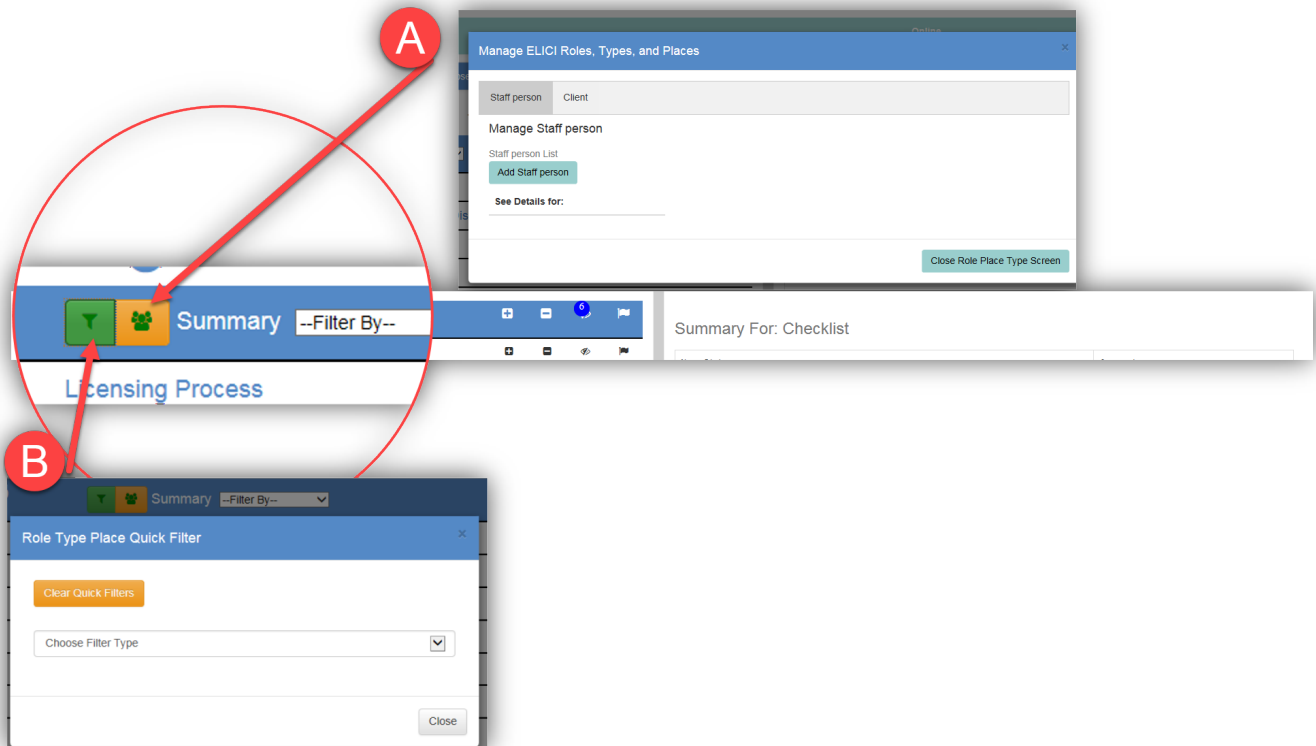 A
Online
Manage ELICI Roles, Types, and Places
×
Staff person Client
Manage Staff person
Staff person List
Add Staff person
See Details for:
Close Role Place Type Screen
Summary --Filter By--
6
Summary For: Checklist
Licensing Process
B
Summary --Filter By--
Role Type Place Quick Filter
×
Clear Quick Filters
Choose Filter Type
Close